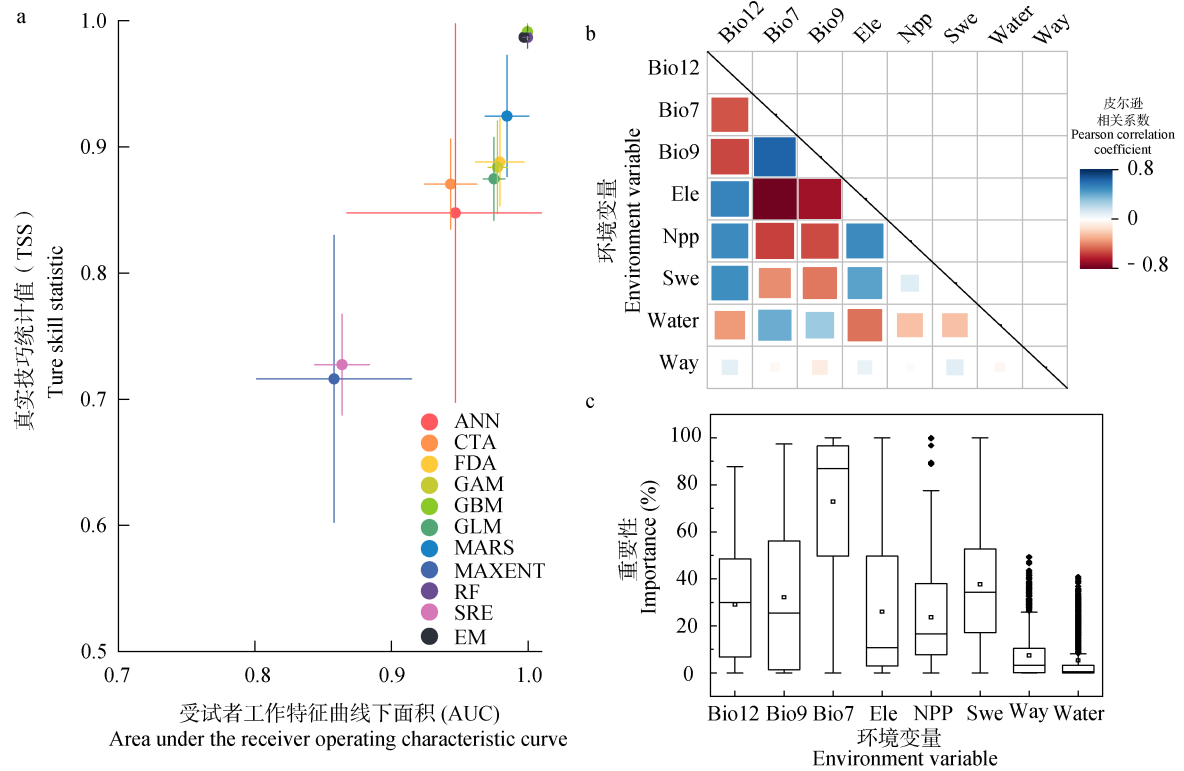 a
1.0
0.9
0.8
0.7
0.6
0.5
0.7
0.8
0.9
1.0
真实技巧统计值（TSS）
Ture skill statistic
ANN
CTA
FDA
GAM
GBM
GLM
MARS
MAXENT
RF
SRE
EM
受试者工作特征曲线下面积 (AUC)
Area under the receiver operating characteristic curve
b
Bio12
Bio7
Bio9
Ele
Npp
Swe
Water
Way
Bio12
Bio7
Bio9
Ele
Npp
Swe
Water
Way
环境变量
Environment variable
皮尔逊
相关系数
Pearson correlation
coefficient
0.8
0
- 0.8
c
100
80
60
40
20
0
重要性
Importance (%)
Bio12
Bio9
Bio7
Ele
NPP
Swe
Way
Water
环境变量
Environment variable